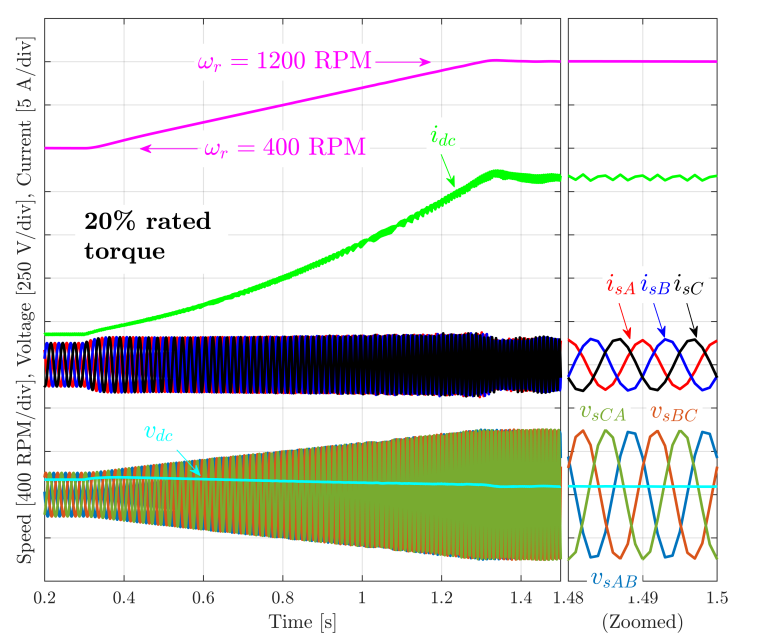 Speed [400 RPM/div], Voltage [250 V/div], Current [5 A/div]
ω_r = 1200 RPM
ω_r = 400 RPM
i_dc
20% rated
torque
i_sA i_sB i_sC
v_dc
v_sCA v_sBC
v_sAB
0.2 0.4 0.6 0.8 1 1.2 1.4 1.48 1.49 1.5
Time [s] (Zoomed)